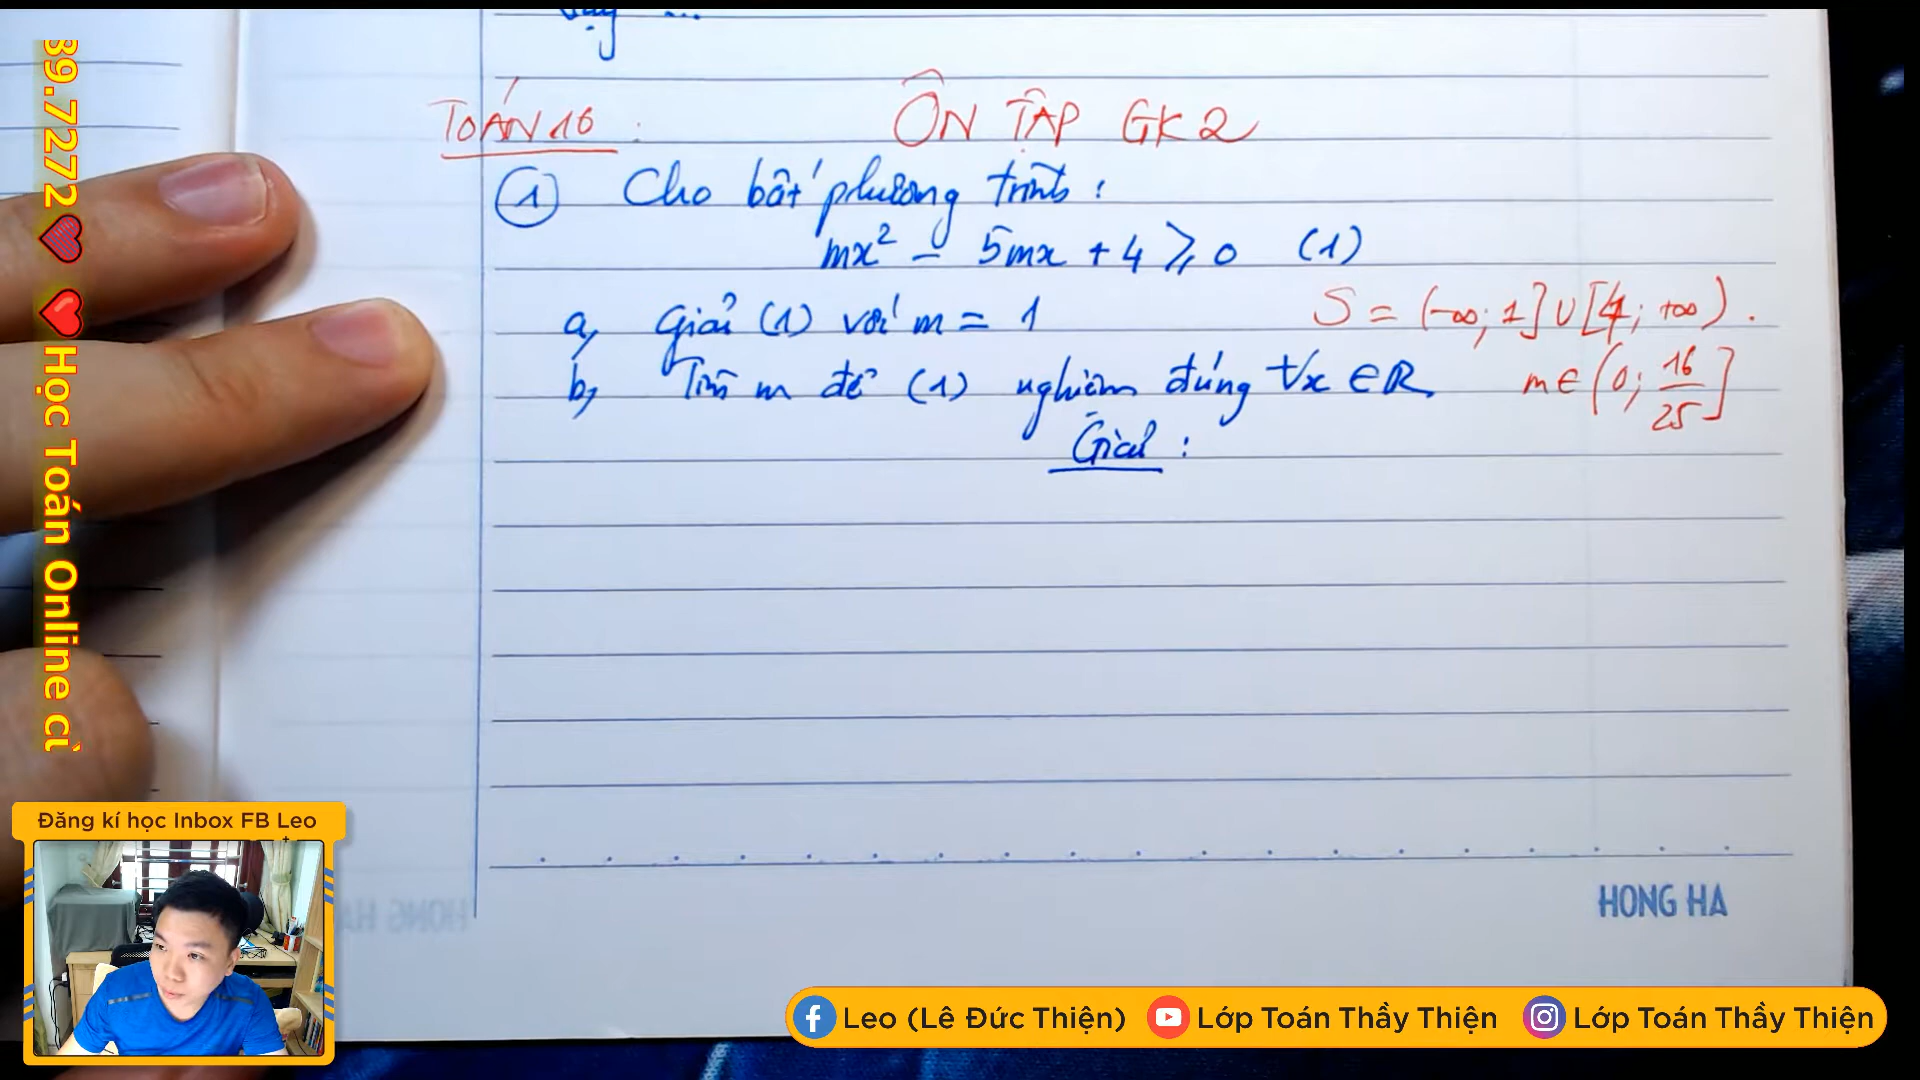 TOÁN 10 : ÔN TẬP GK2
① Cho bất phương trình :
mx² - 5mx + 4 ⩾ 0 (1)
a, Giải (1) với m = 1 S = (-∞; 1] ∪ [4; +∞) .
b, Tìm m để (1) nghiệm đúng ∀x ∈ ℝ. m ∈ (0; 16/25]
Giải :
HONG HA
39.7272♥ ♥Học Toán Online cù
Đăng kí học Inbox FB Leo
Leo (Lê Đức Thiện) Lớp Toán Thầy Thiện Lớp Toán Thầy Thiện